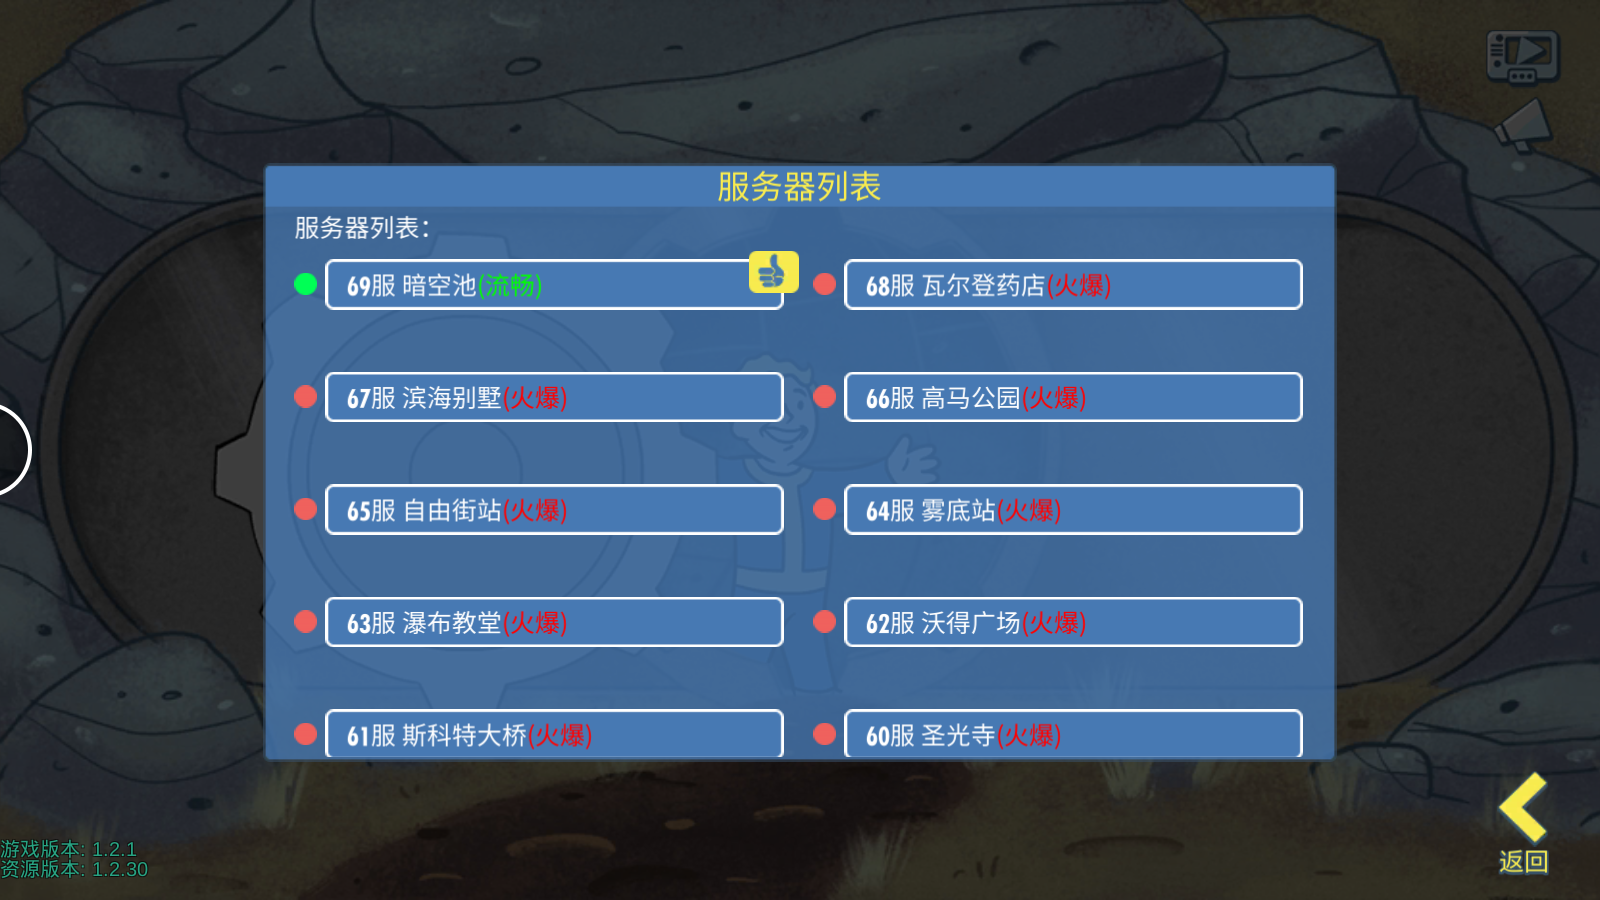 服务器列表
服务器列表：
69服 暗空池(流畅)
68服 瓦尔登药店(火爆)
67服 滨海别墅(火爆)
66服 高马公园(火爆)
65服 自由街站(火爆)
64服 雾底站(火爆)
63服 瀑布教堂(火爆)
62服 沃得广场(火爆)
61服 斯科特大桥(火爆)
60服 圣光寺(火爆)
游戏版本: 1.2.1
资源版本: 1.2.30
返回